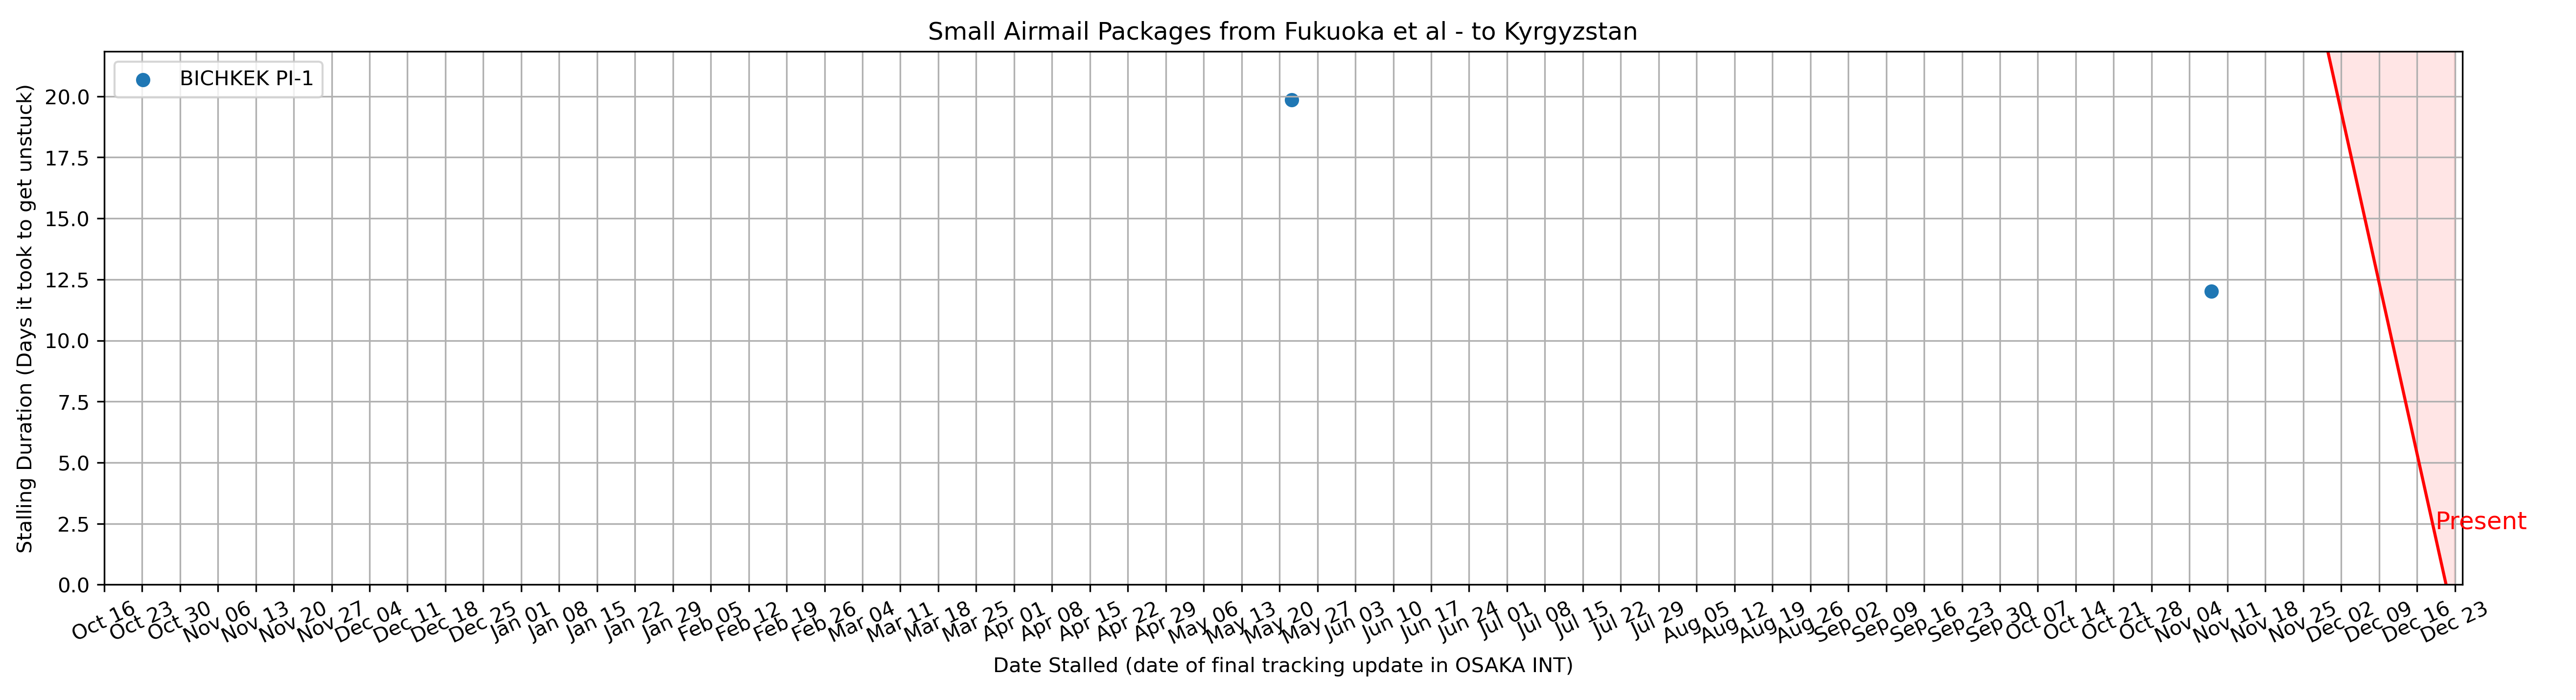 Small Airmail Packages from Fukuoka et al - to Kyrgyzstan
BICHKEK PI-1
Stalling Duration (Days it took to get unstuck)
20.0
17.5
15.0
12.5
10.0
7.5
5.0
2.5
0.0
Present
Oct 16 Oct 23 Oct 30 Nov 06 Nov 13 Nov 20 Nov 27 Dec 04 Dec 11 Dec 18 Dec 25 Jan 01 Jan 08 Jan 15 Jan 22 Jan 29 Feb 05 Feb 12 Feb 19 Feb 26 Mar 04 Mar 11 Mar 18 Mar 25 Apr 01 Apr 08 Apr 15 Apr 22 Apr 29 May 06 May 13 May 20 May 27 Jun 03 Jun 10 Jun 17 Jun 24 Jul 01 Jul 08 Jul 15 Jul 22 Jul 29 Aug 05 Aug 12 Aug 19 Aug 26 Sep 02 Sep 09 Sep 16 Sep 23 Sep 30 Oct 07 Oct 14 Oct 21 Oct 28 Nov 04 Nov 11 Nov 18 Nov 25 Dec 02 Dec 09 Dec 16 Dec 23
Date Stalled (date of final tracking update in OSAKA INT)